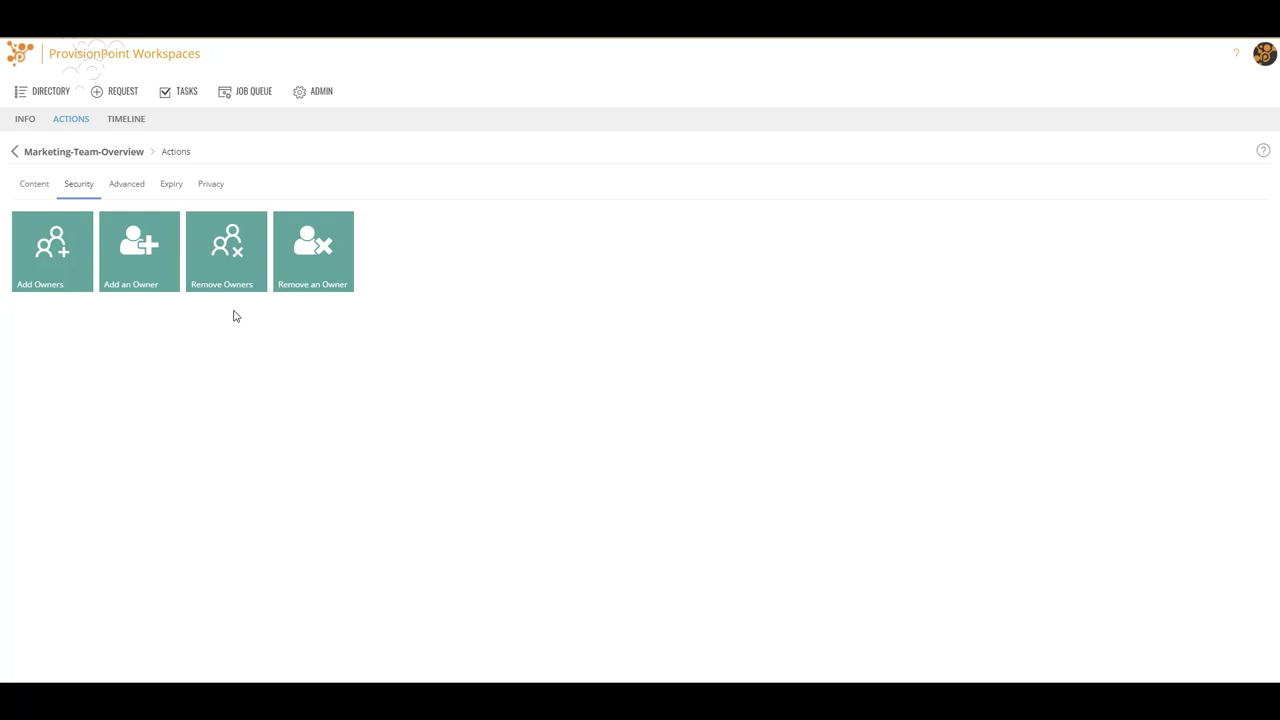 ProvisionPoint Workspaces ?
DIRECTORY REQUEST TASKS JOB QUEUE ADMIN
INFO ACTIONS TIMELINE
Marketing-Team-Overview > Actions ?
Content Security Advanced Expiry Privacy
Add Owners Add an Owner Remove Owners Remove an Owner